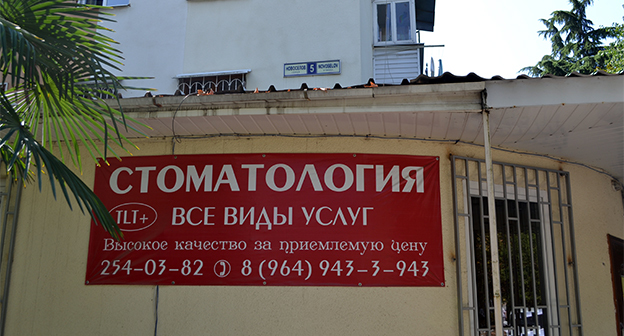 НОВОСЕЛОВ 5 NOVOSELOV
СТОМАТОЛОГИЯ
TLT+ ВСЕ ВИДЫ УСЛУГ
Высокое качество за приемлемую цену
254-03-82 8 (964) 943-3-943